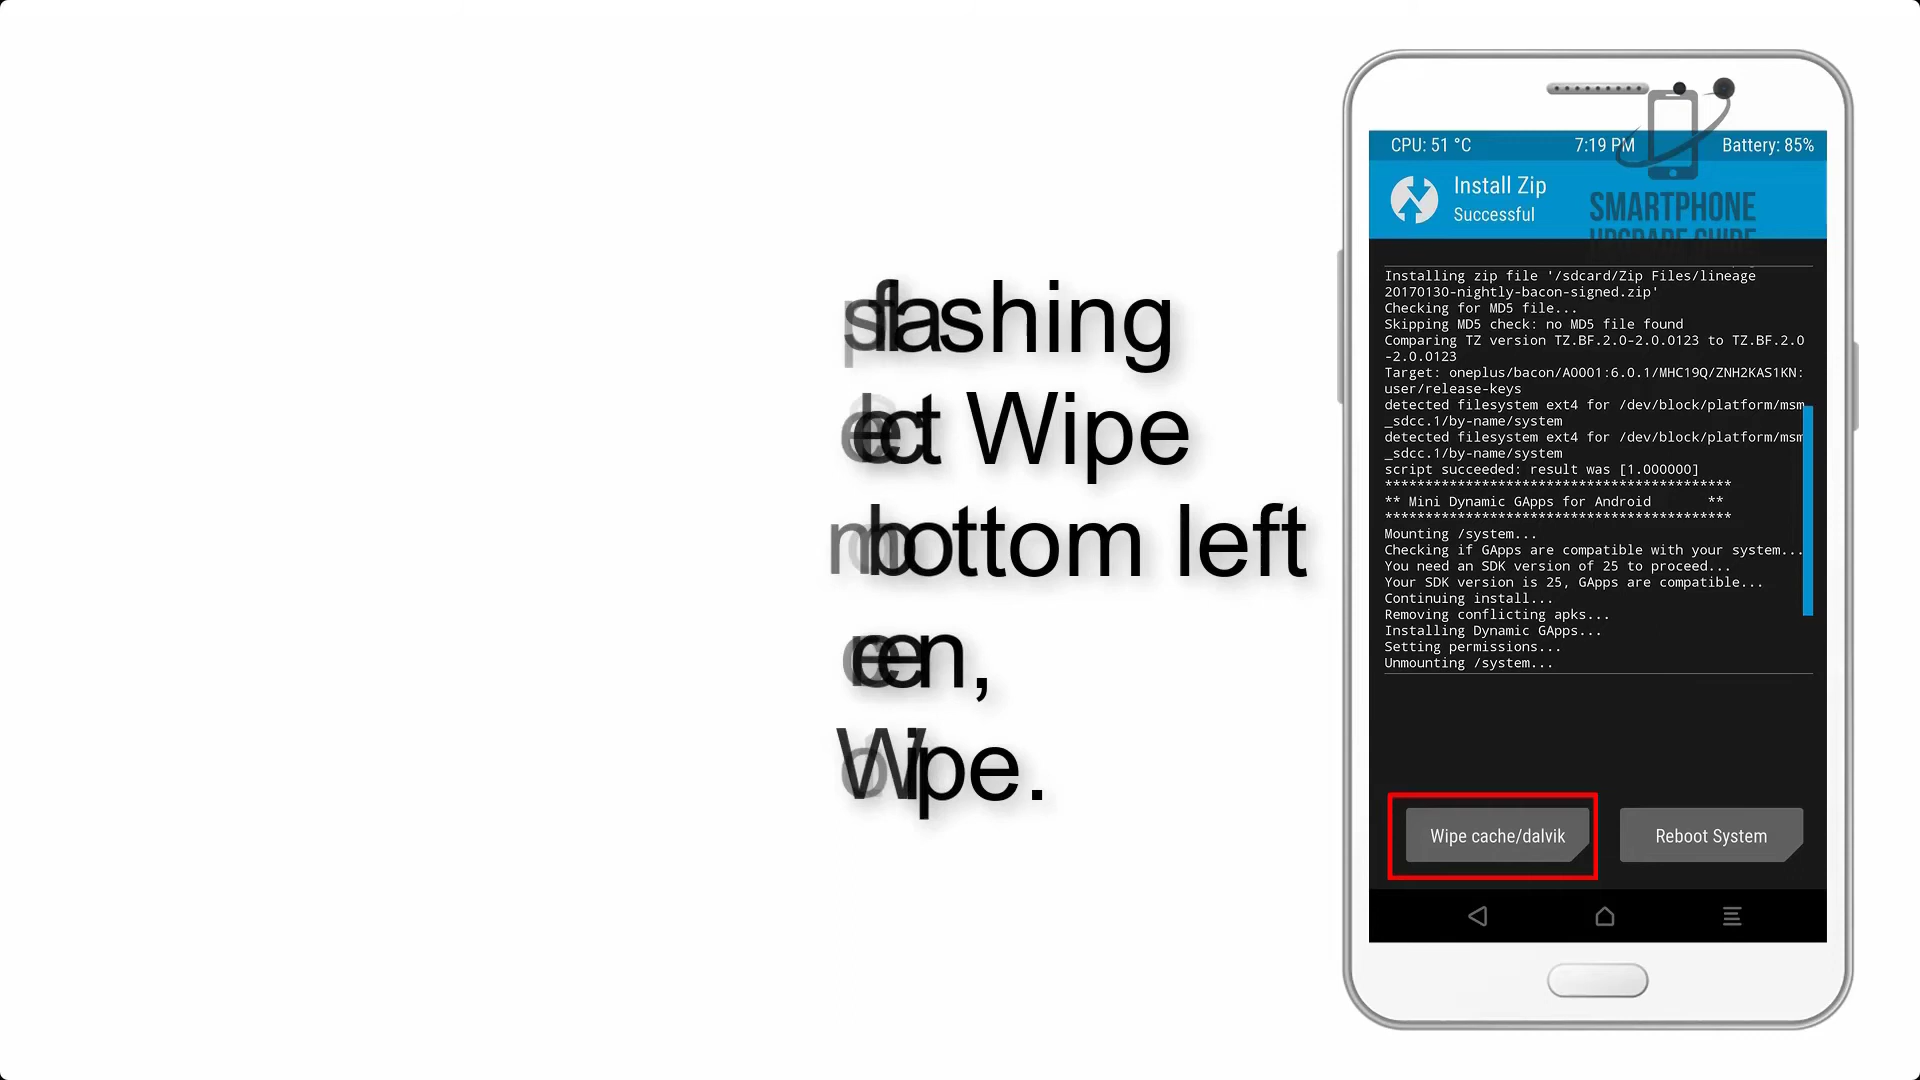 flashing
Wipe
bottom left
Wipe.
CPU: 51 °C 7:19 PM Battery: 85%
Install Zip
Successful
SMARTPHONE
UPGRADE GUIDE
Installing zip file '/sdcard/Zip Files/lineage
20170130-nightly-bacon-signed.zip'
Checking for MD5 file...
Skipping MD5 check: no MD5 file found
Comparing TZ version TZ.BF.2.0-2.0.0123 to TZ.BF.2.0
-2.0.0123
Target: oneplus/bacon/A0001:6.0.1/MHC19Q/ZNH2KAS1KN:
user/release-keys
detected filesystem ext4 for /dev/block/platform/msm
_sdcc.1/by-name/system
detected filesystem ext4 for /dev/block/platform/msm
_sdcc.1/by-name/system
script succeeded: result was [1.000000]
*******************************************
** Mini Dynamic GApps for Android **
*******************************************
Mounting /system...
Checking if GApps are compatible with your system...
You need an SDK version of 25 to proceed...
Your SDK version is 25, GApps are compatible...
Continuing install...
Removing conflicting apks...
Installing Dynamic GApps...
Setting permissions...
Unmounting /system...
Wipe cache/dalvik Reboot System